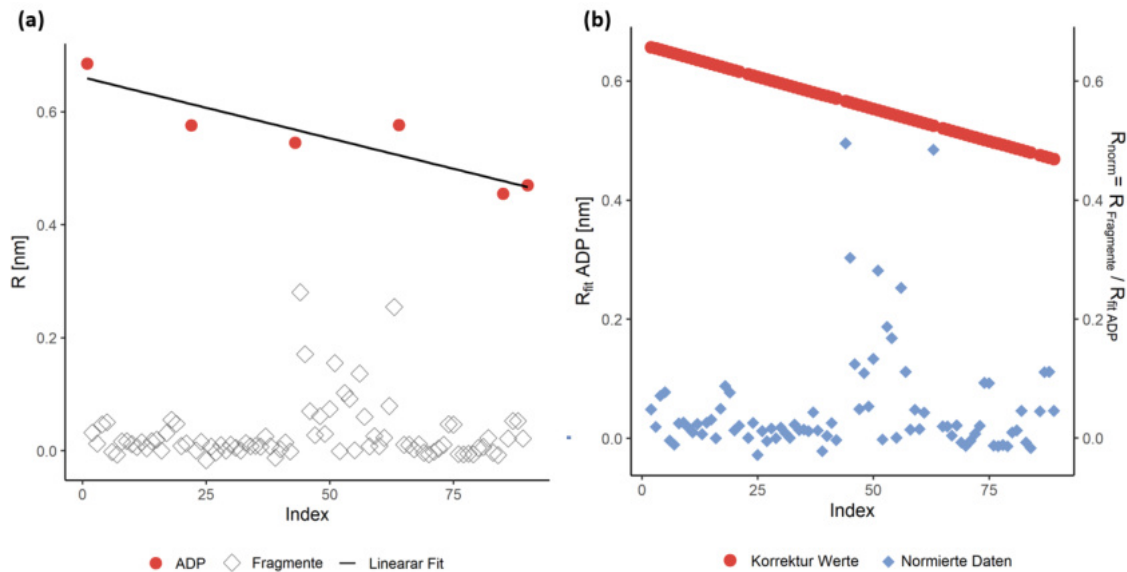 (a)
R [nm]
0.6
0.4
0.2
0.0
0
25
50
75
Index
ADP
Fragmente
Linearar Fit
(b)
Rfit ADP [nm]
0.6
0.4
0.2
0.0
0
25
50
75
Index
0.6
0.4
0.2
0.0
Rnorm = R Fragmente / Rfit ADP
Korrektur Werte
Normierte Daten